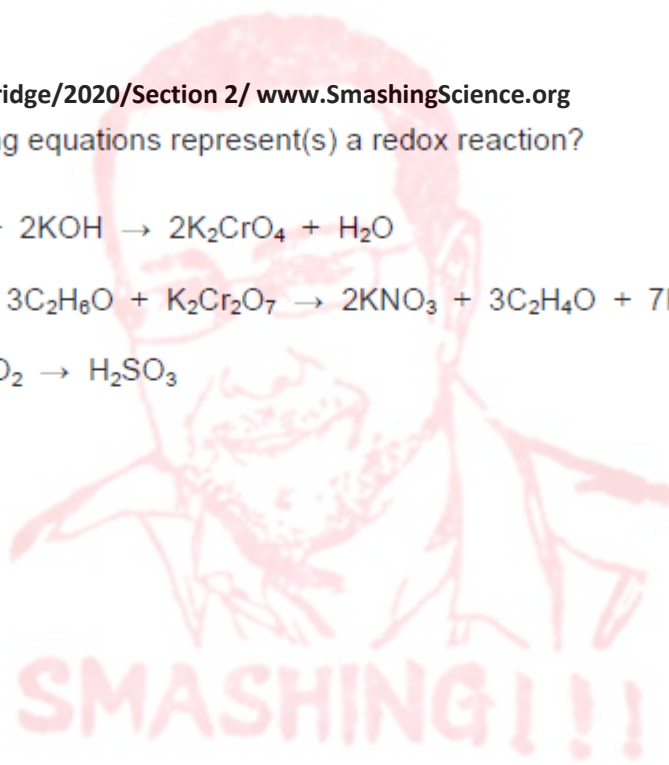 ridge/2020/Section 2/ www.SmashingScience.org
g equations represent(s) a redox reaction?
2KOH → 2K₂CrO₄ + H₂O
3C₂H₆O + K₂Cr₂O₇ → 2KNO₃ + 3C₂H₄O + 7
O₂ → H₂SO₃
SMASHING!!!